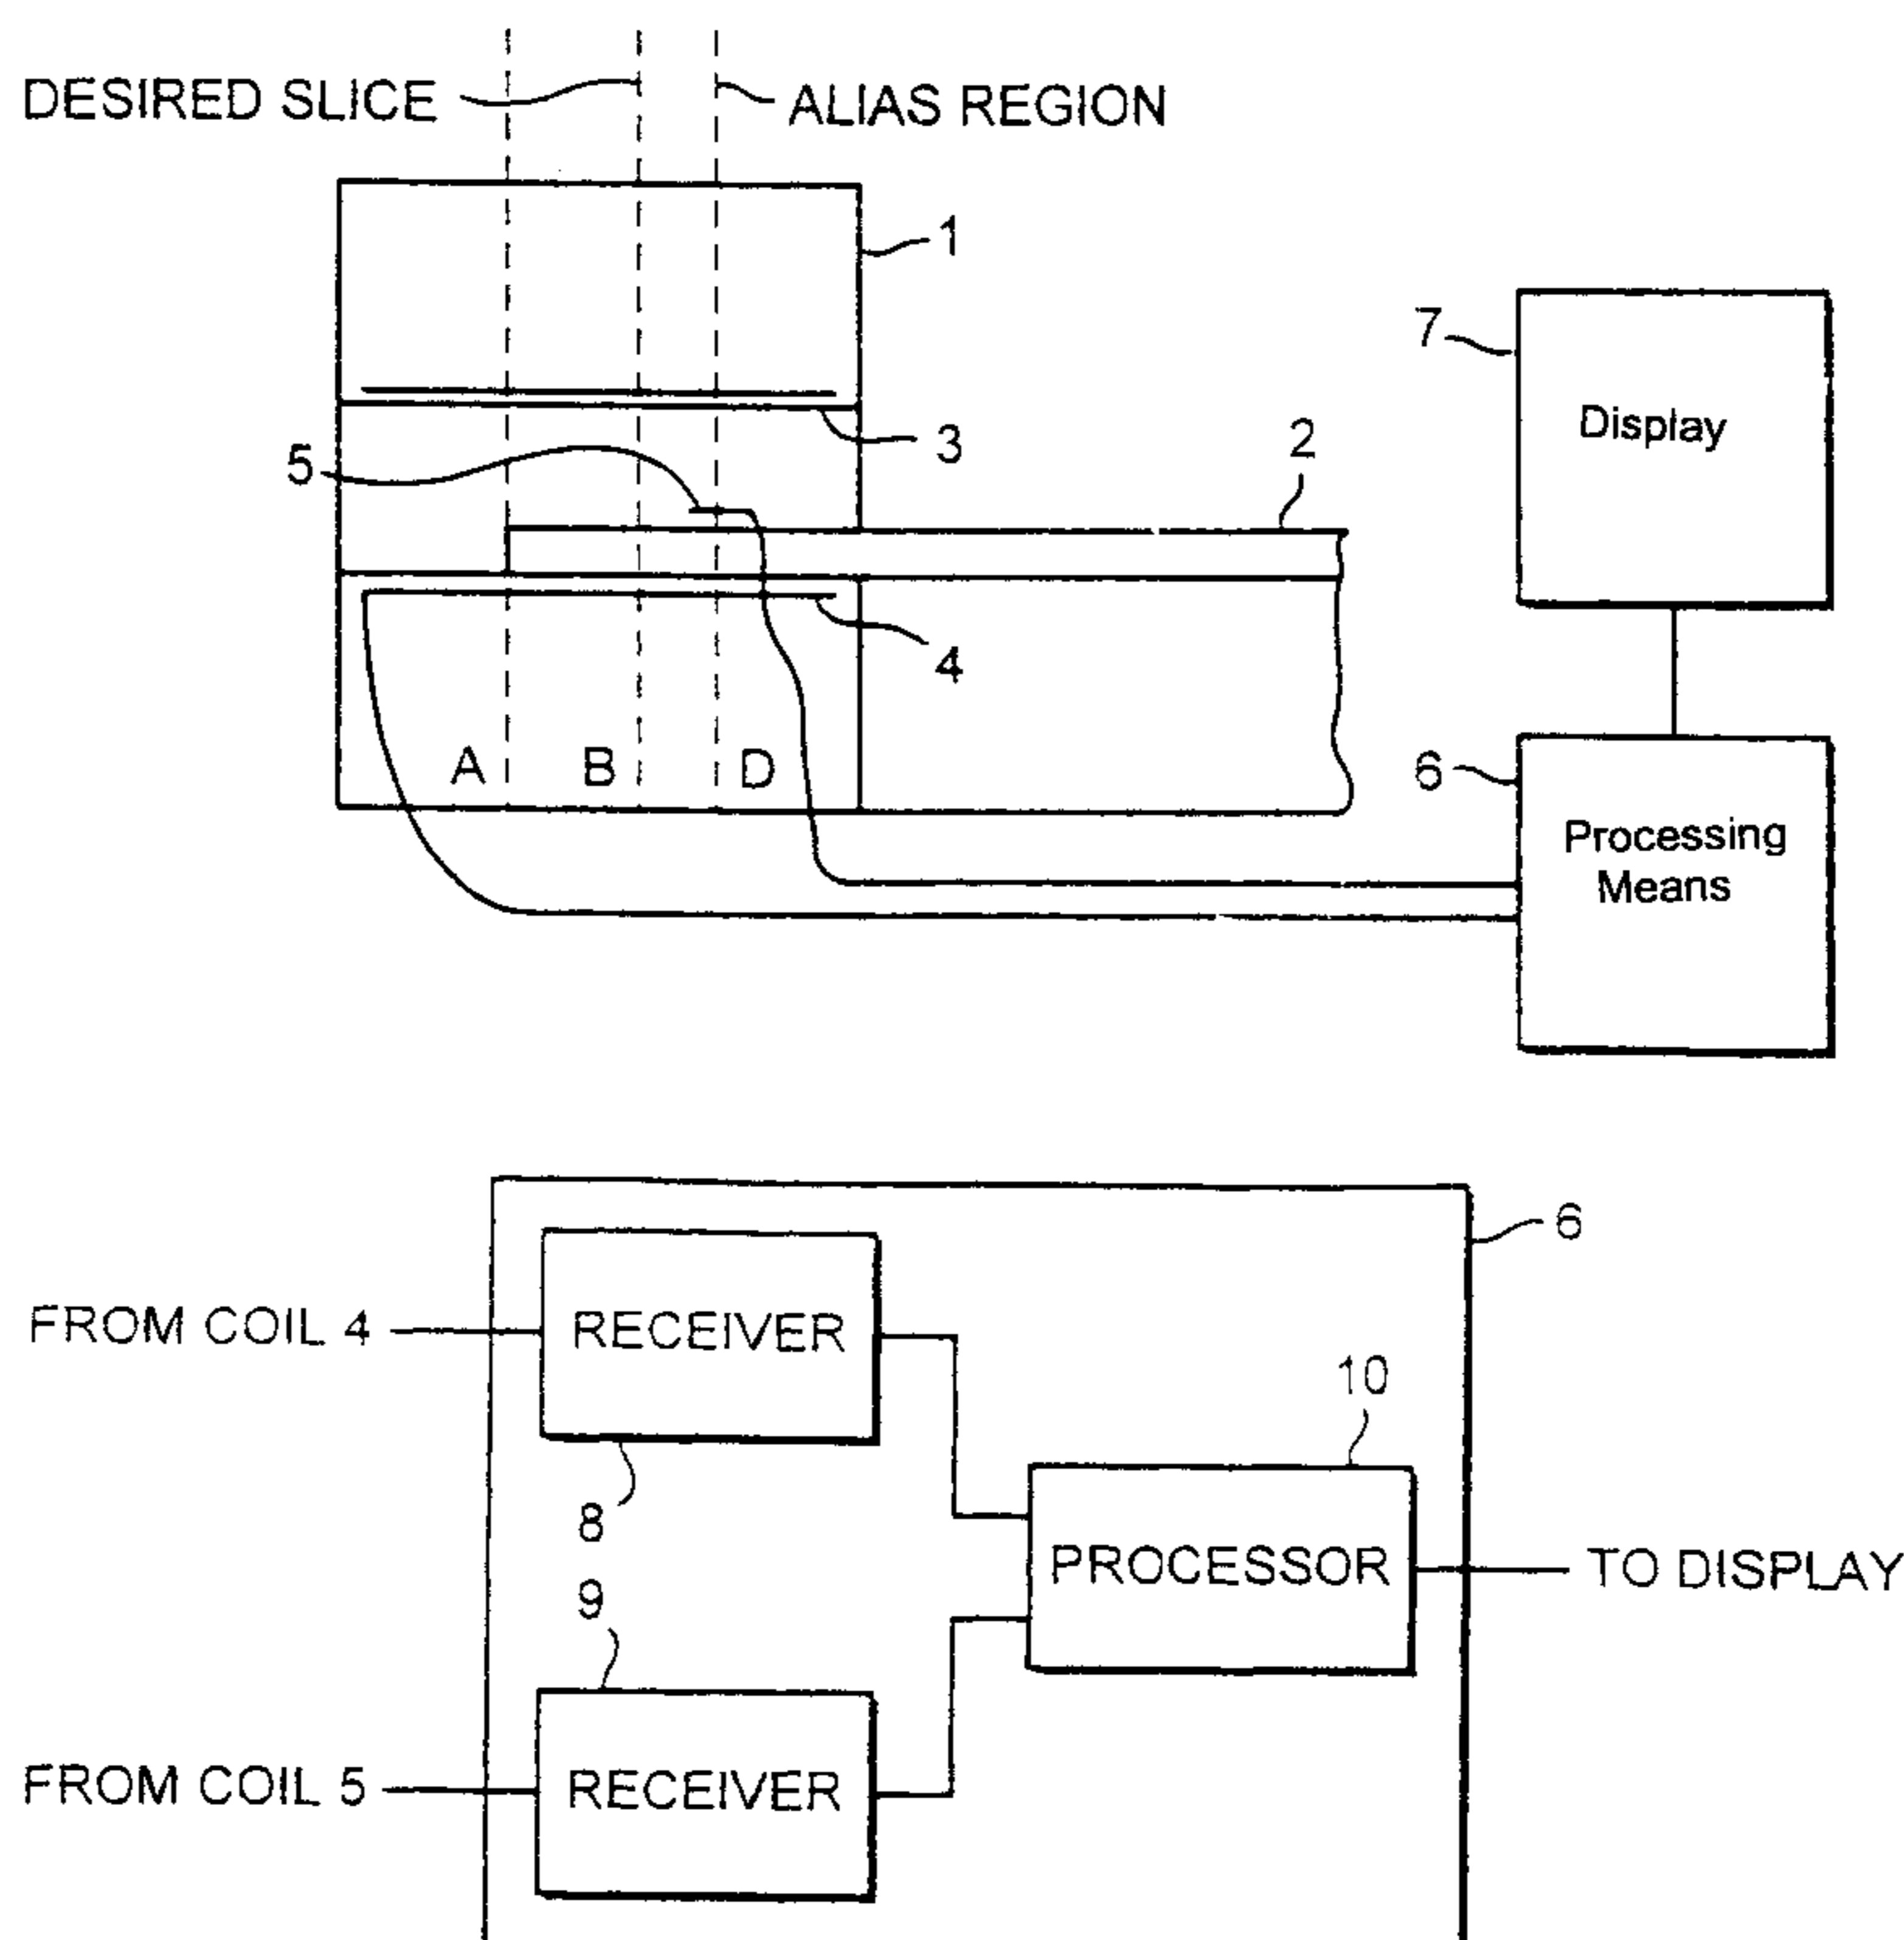 DESIRED SLICE
ALIAS REGION
1
7
Display
2
3
5
4
A B D
6
Processing
Means
6
FROM COIL 4
RECEIVER
10
8
PROCESSOR
TO DISPLAY
9
FROM COIL 5
RECEIVER